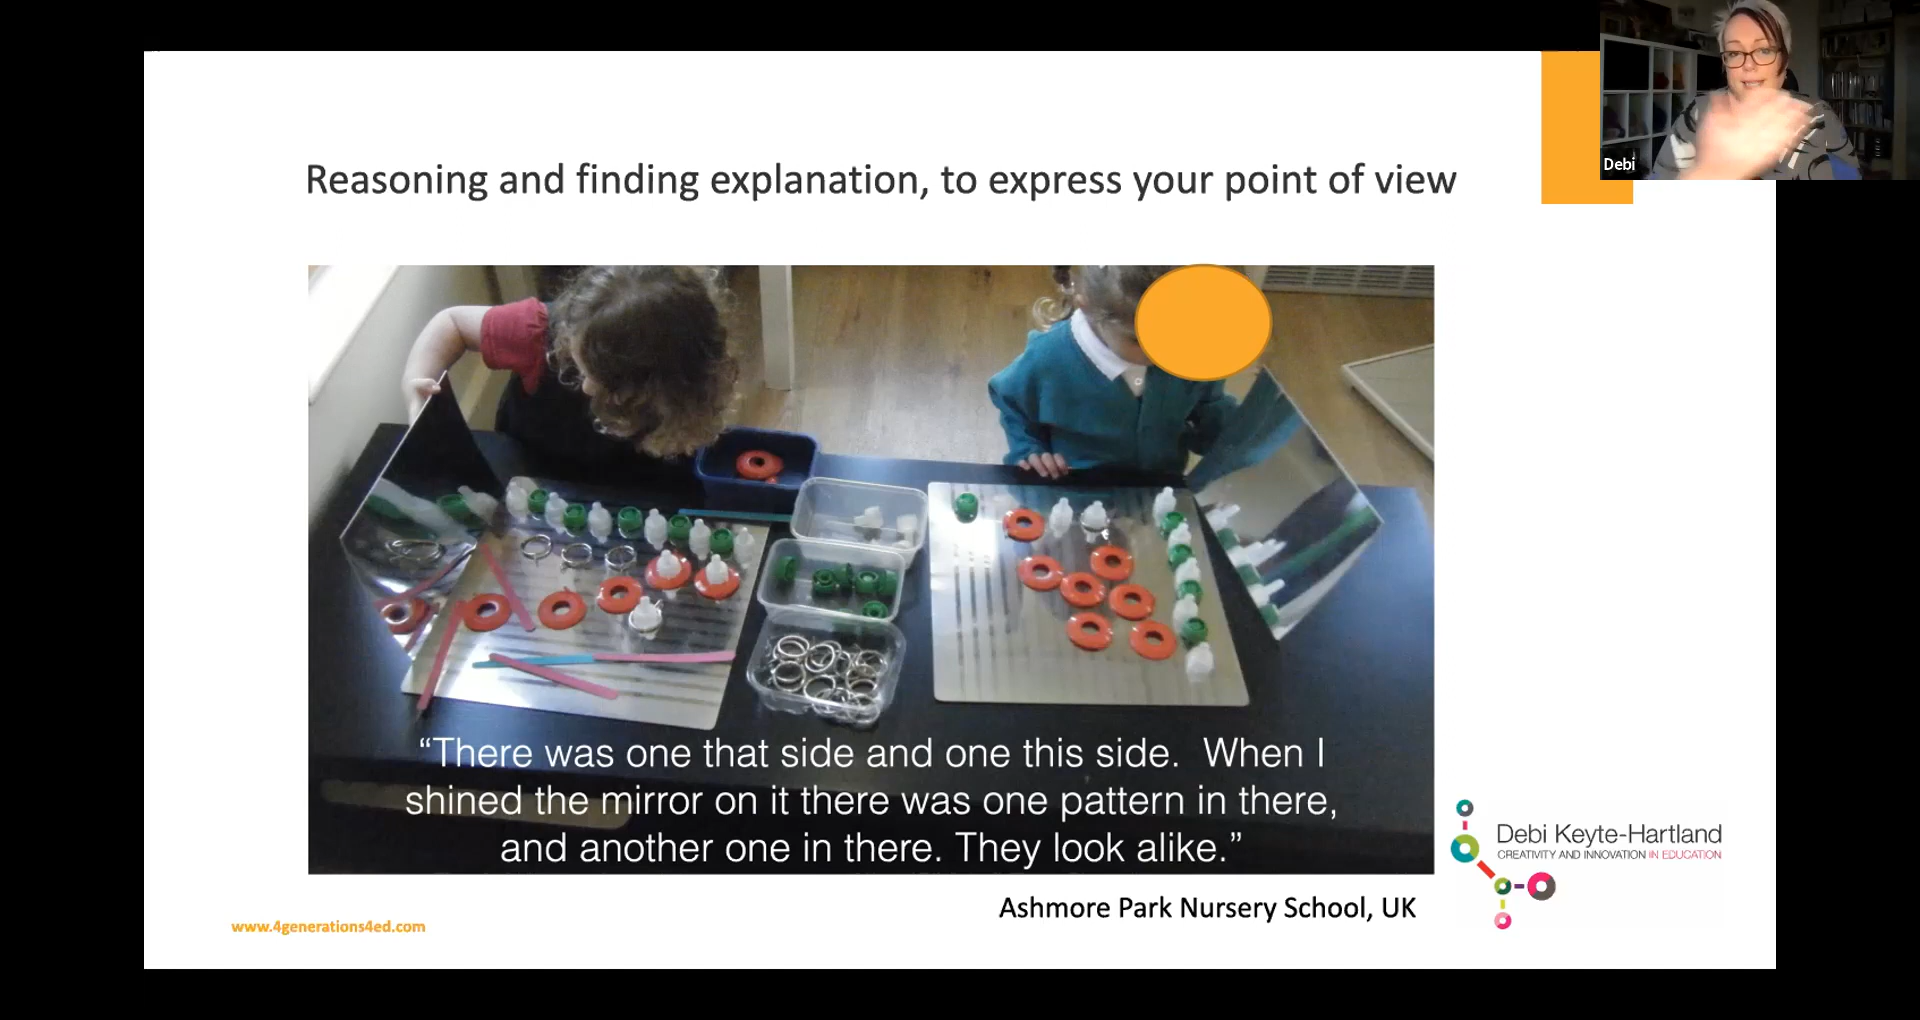 Debi
Reasoning and finding explanation, to express your point of view
“There was one that side and one this side. When I
shined the mirror on it there was one pattern in there,
and another one in there. They look alike.”
Debi Keyte-Hartland
CREATIVITY AND INNOVATION IN EDUCATION
Ashmore Park Nursery School, UK
www.4generations4ed.com